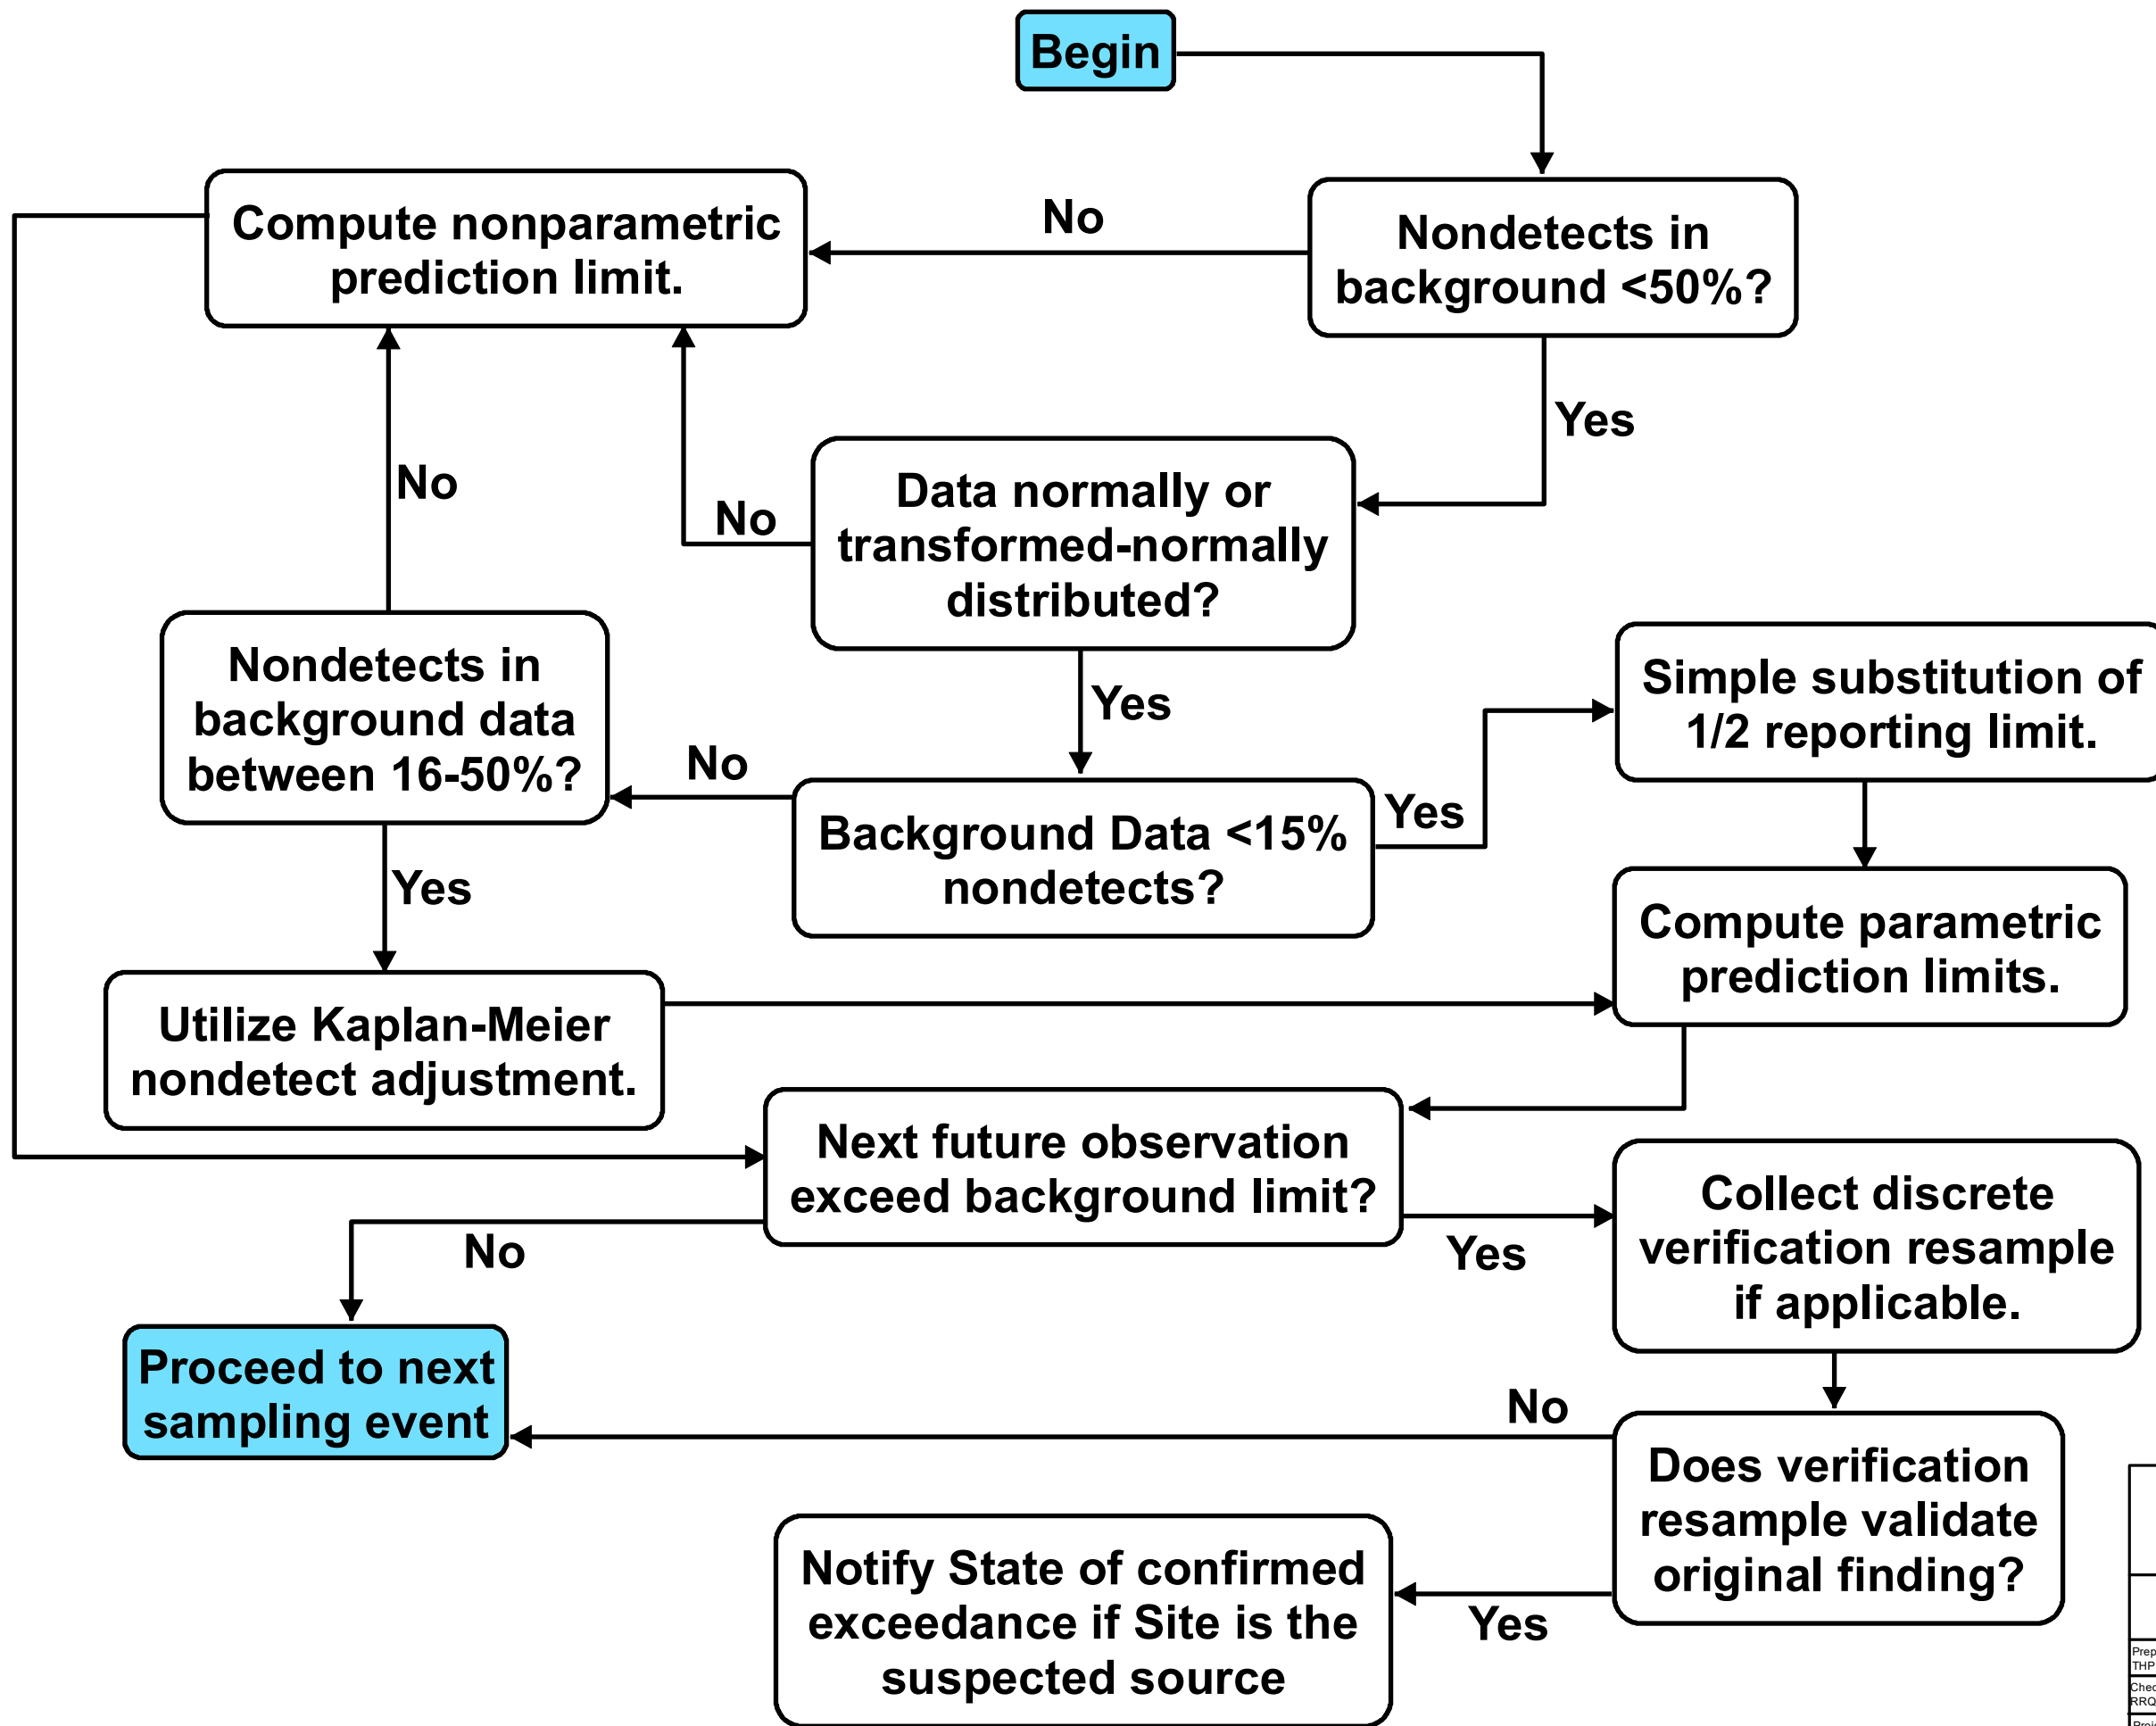 Begin
Compute nonparametric
prediction limit.
No
Nondetects in
background <50%?
Yes
Data normally or
transformed-normally
distributed?
No
No
Nondetects in
background data
between 16-50%?
Yes
Simple substitution of
1/2 reporting limit.
No
Background Data <15%
nondetects?
Yes
Yes
Compute parametric
prediction limits.
Utilize Kaplan-Meier
nondetect adjustment.
Next future observation
exceed background limit?
No
Yes
Collect discrete
verification resample
if applicable.
Proceed to next
sampling event
No
Does verification
resample validate
original finding?
Yes
Notify State of confirmed
exceedance if Site is the
suspected source
THP
RRQ